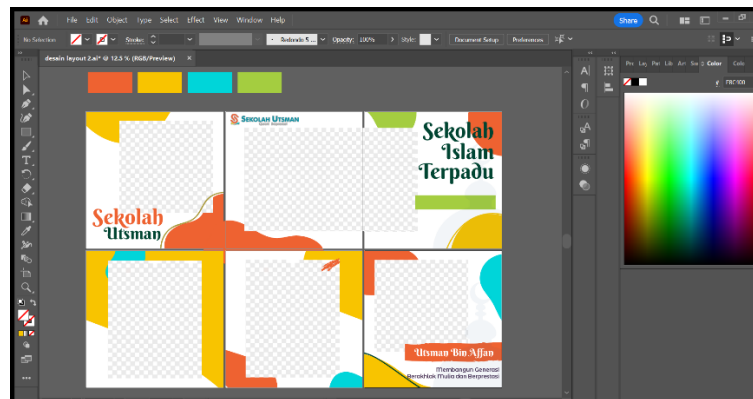 File Edit Object Type Select Effect View Window Help
Share
No Selection
Stroke:
Opacity: 100%
Style:
Document Setup
Preferences
desain layout 2.ai* @ 12.5 % (RGB/Preview)
Color
SEKOLAH UTSMAN
Sekolah
Islam
Terpadu
Sekolah
Utsman
Utsman Bin Affan
Membangun Generasi
Berakhlak Mulia dan Berprestasi